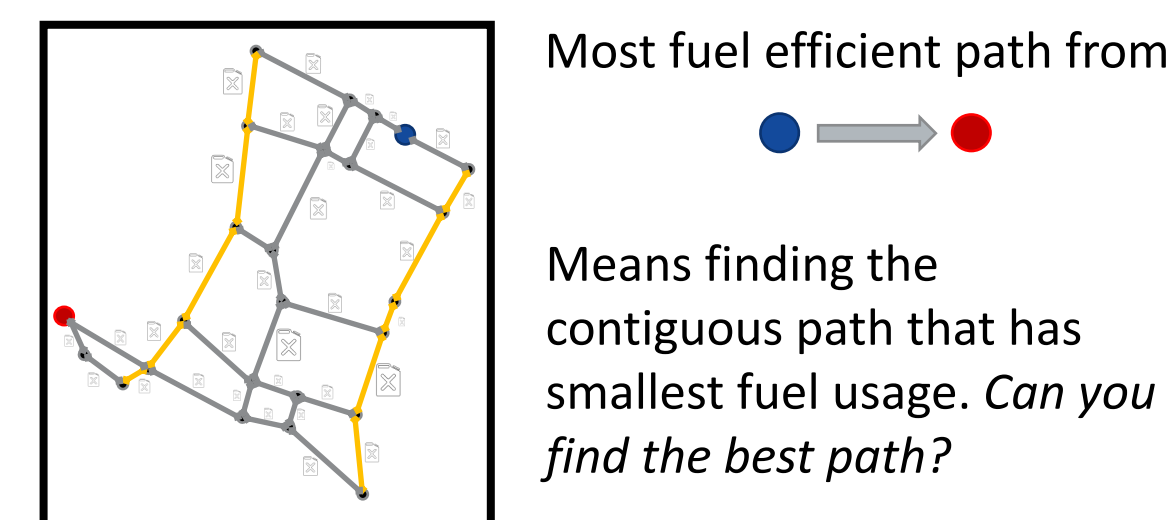 Most fuel efficient path from
Means finding the
contiguous path that has
smallest fuel usage. Can you
find the best path?